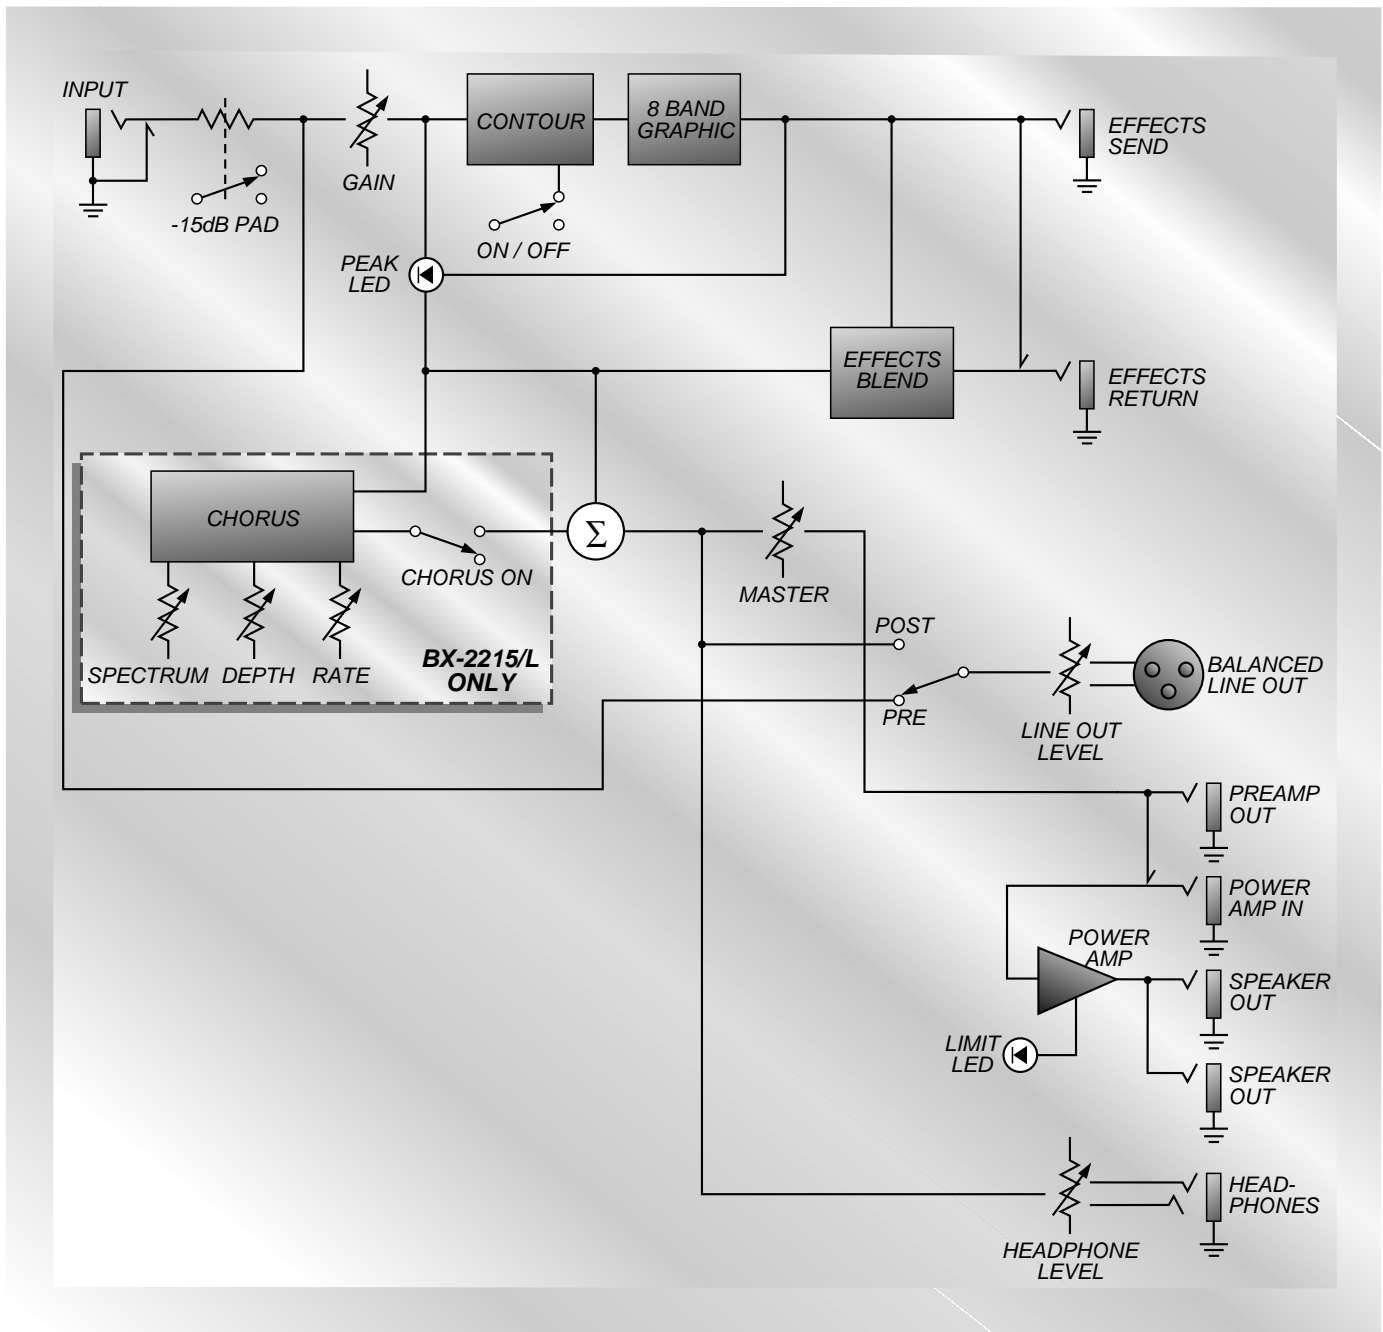 INPUT
-15dB PAD
GAIN
CONTOUR
ON / OFF
8 BAND
GRAPHIC
EFFECTS
SEND
PEAK
LED
EFFECTS
BLEND
EFFECTS
RETURN
CHORUS
CHORUS ON
SPECTRUM
DEPTH
RATE
BX-2215/L
ONLY
Σ
MASTER
POST
PRE
LINE OUT
LEVEL
BALANCED
LINE OUT
PREAMP
OUT
POWER
AMP IN
POWER
AMP
SPEAKER
OUT
LIMIT
LED
SPEAKER
OUT
HEAD-
PHONES
HEADPHONE
LEVEL